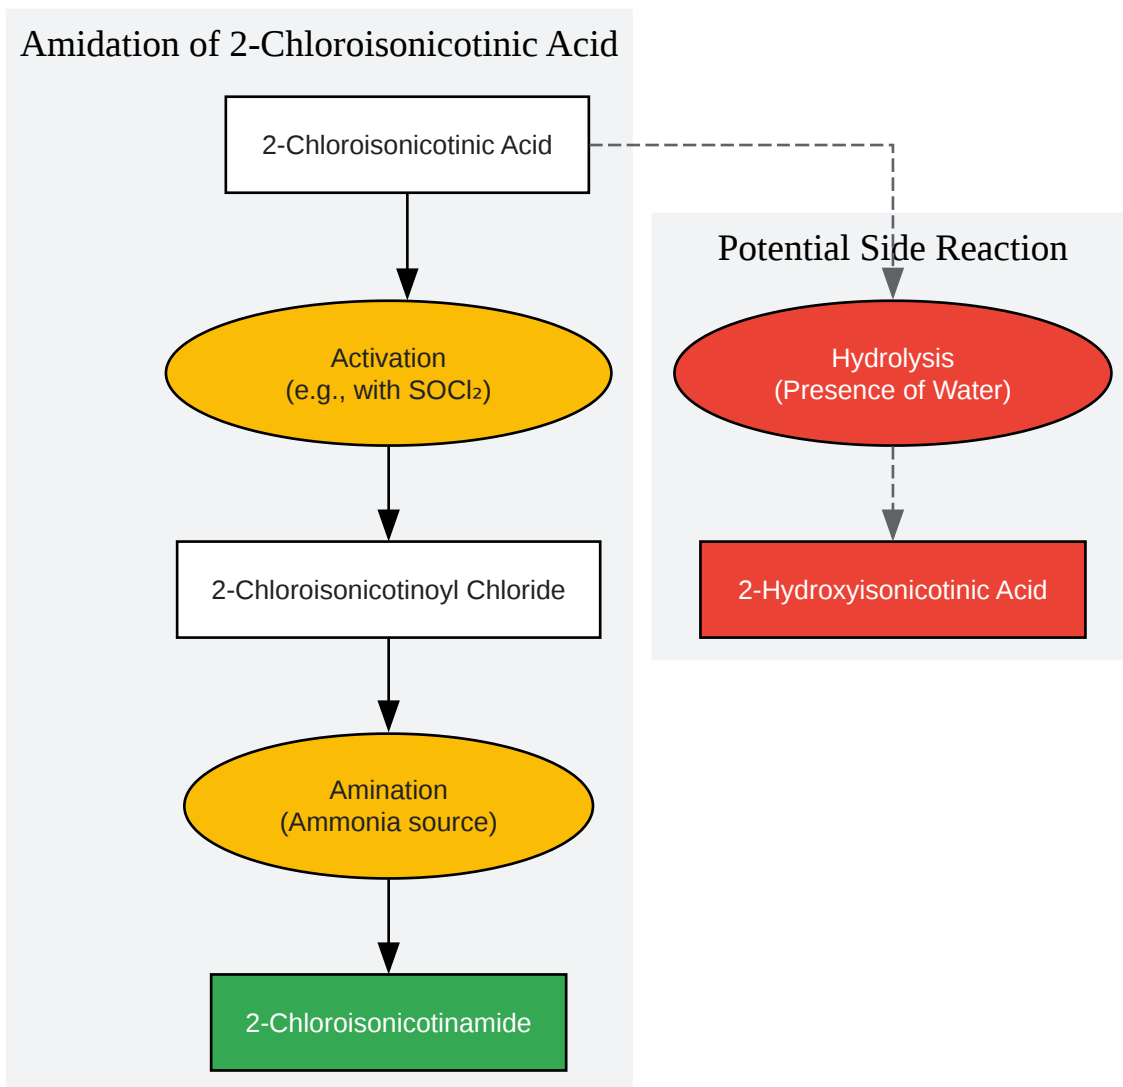 Amidation of 2-Chloroisonicotinic Acid
2-Chloroisonicotinic Acid
Potential Side Reaction
Activation
(e.g., with SOCl₂)
Hydrolysis
(Presence of Water)
2-Chloroisonicotinoyl Chloride
2-Hydroxyisonicotinic Acid
Amination
(Ammonia source)
2-Chloroisonicotinamide